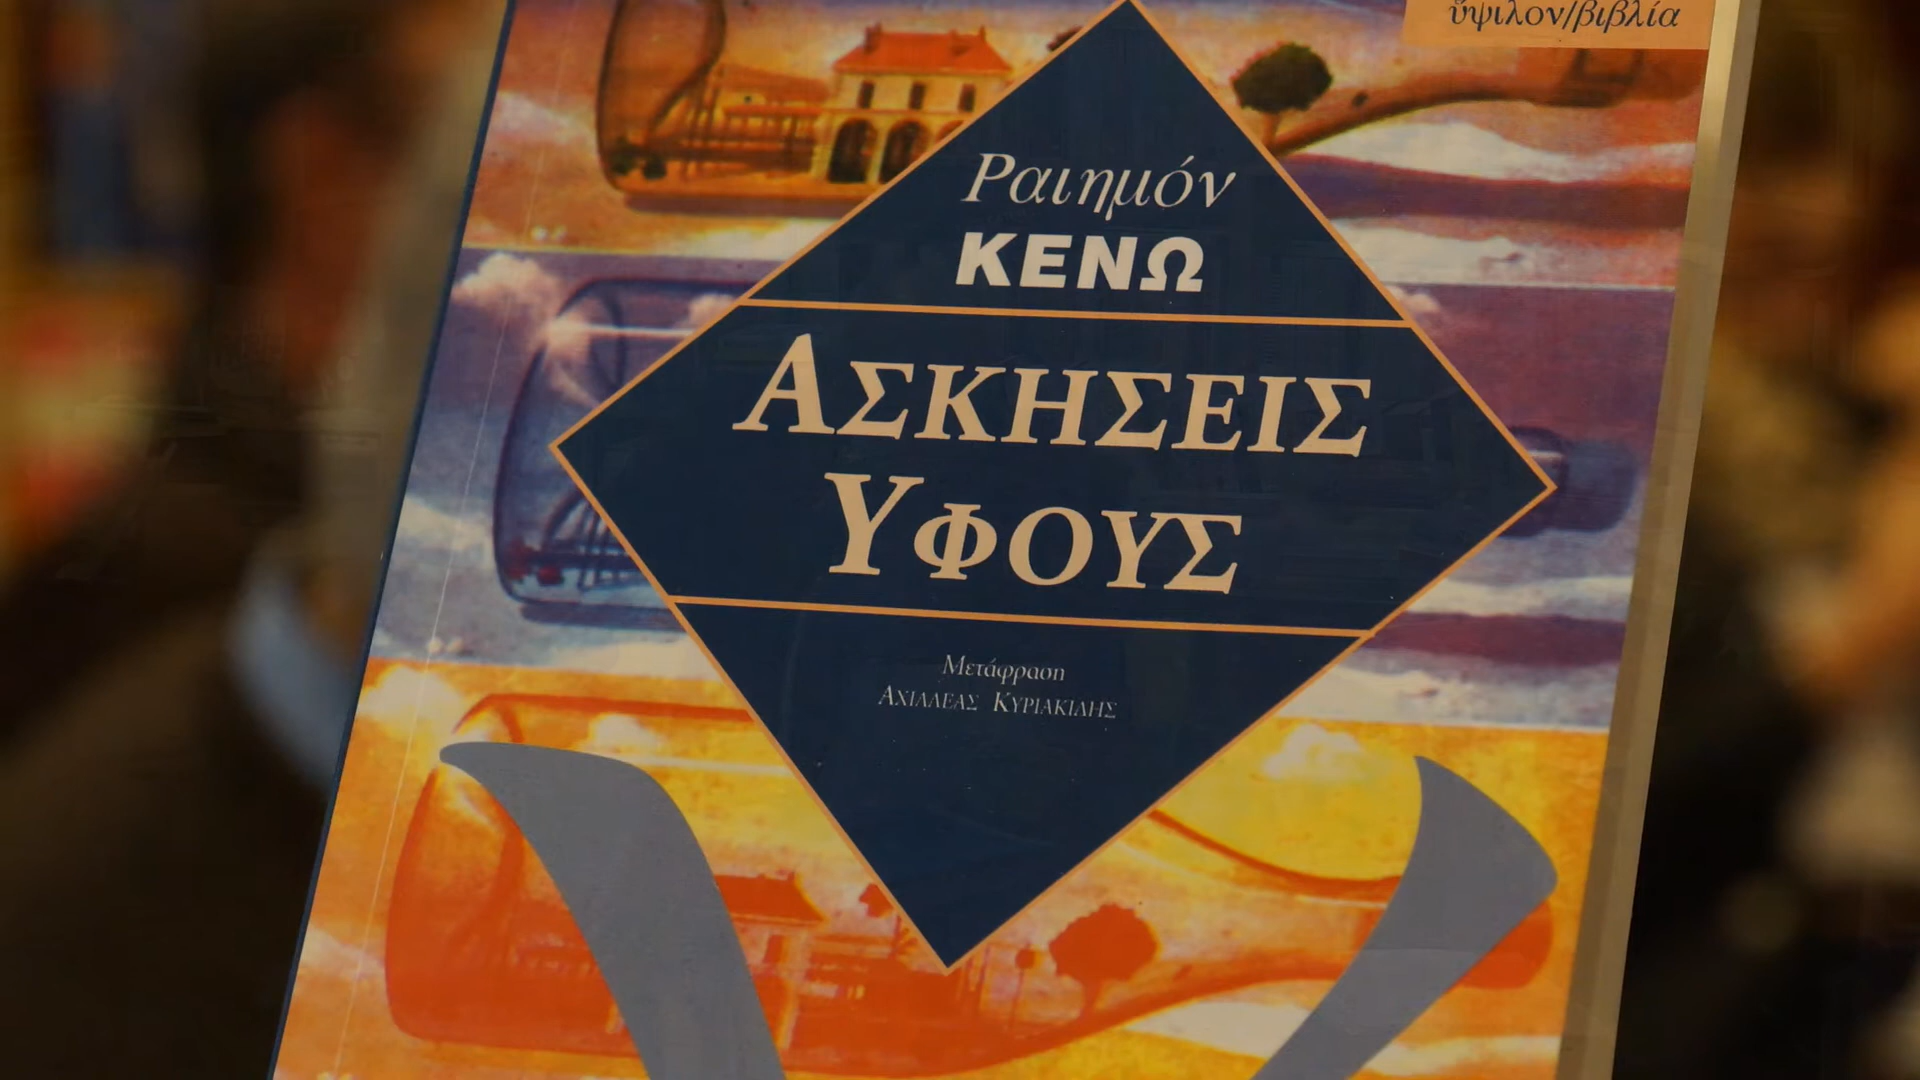 ὕψιλον/βιβλία
Ραιημόν
ΚΕΝΩ
ΑΣΚΗΣΕΙΣ
ΥΦΟΥΣ
Μετάφραση
ΑΧΙΛΛΕΑΣ ΚΥΡΙΑΚΙΔΗΣ